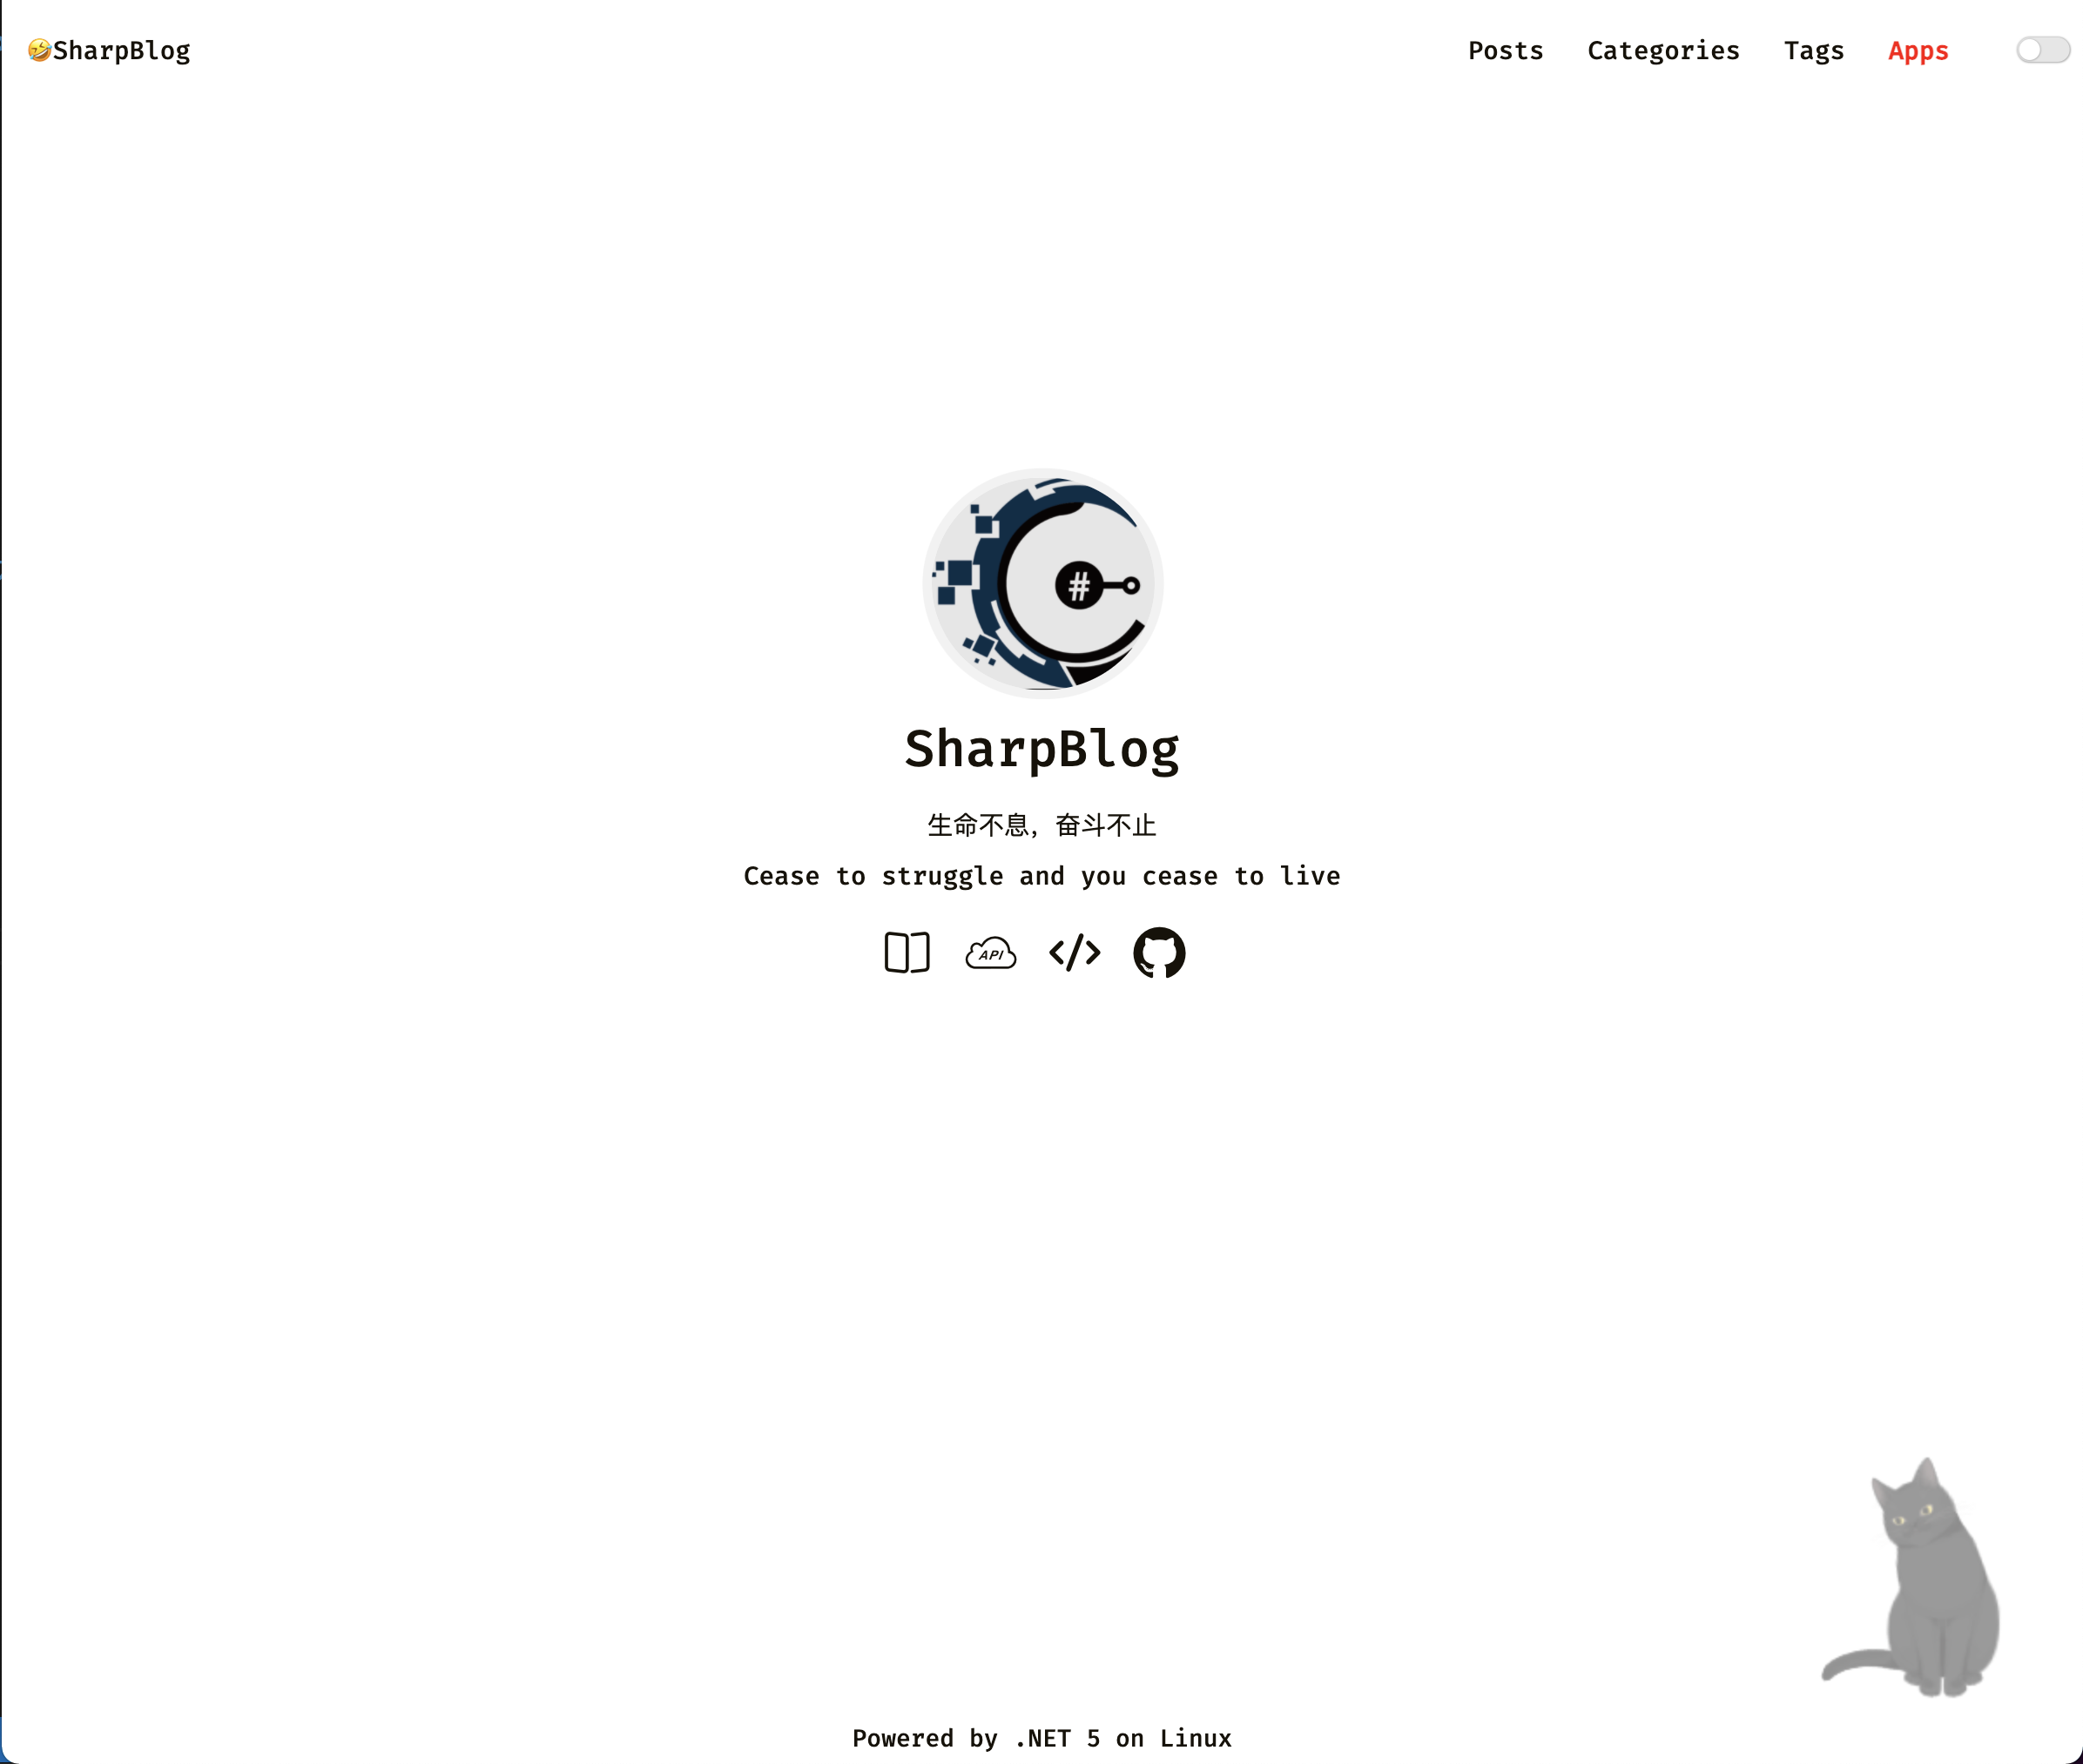 🤣SharpBlog
Posts Categories Tags Apps
#
SharpBlog
生命不息，奋斗不止
Cease to struggle and you cease to live
API
Powered by .NET 5 on Linux